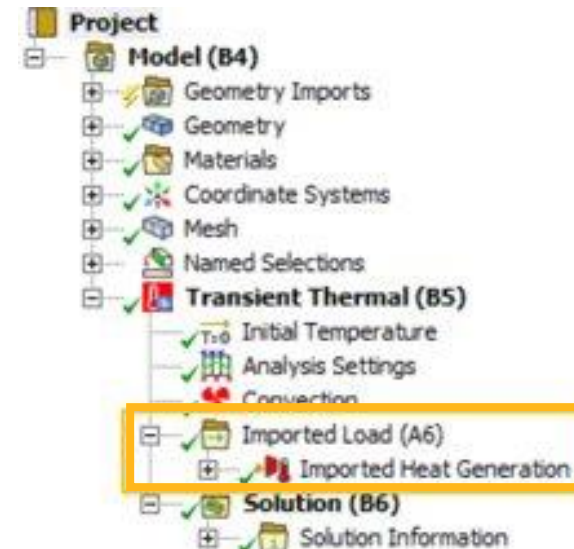 Project
Model (B4)
Geometry Imports
Geometry
Materials
Coordinate Systems
Mesh
Named Selections
Transient Thermal (B5)
T=0 Initial Temperature
Analysis Settings
Convection
Imported Load (A6)
Imported Heat Generation
Solution (B6)
Solution Information